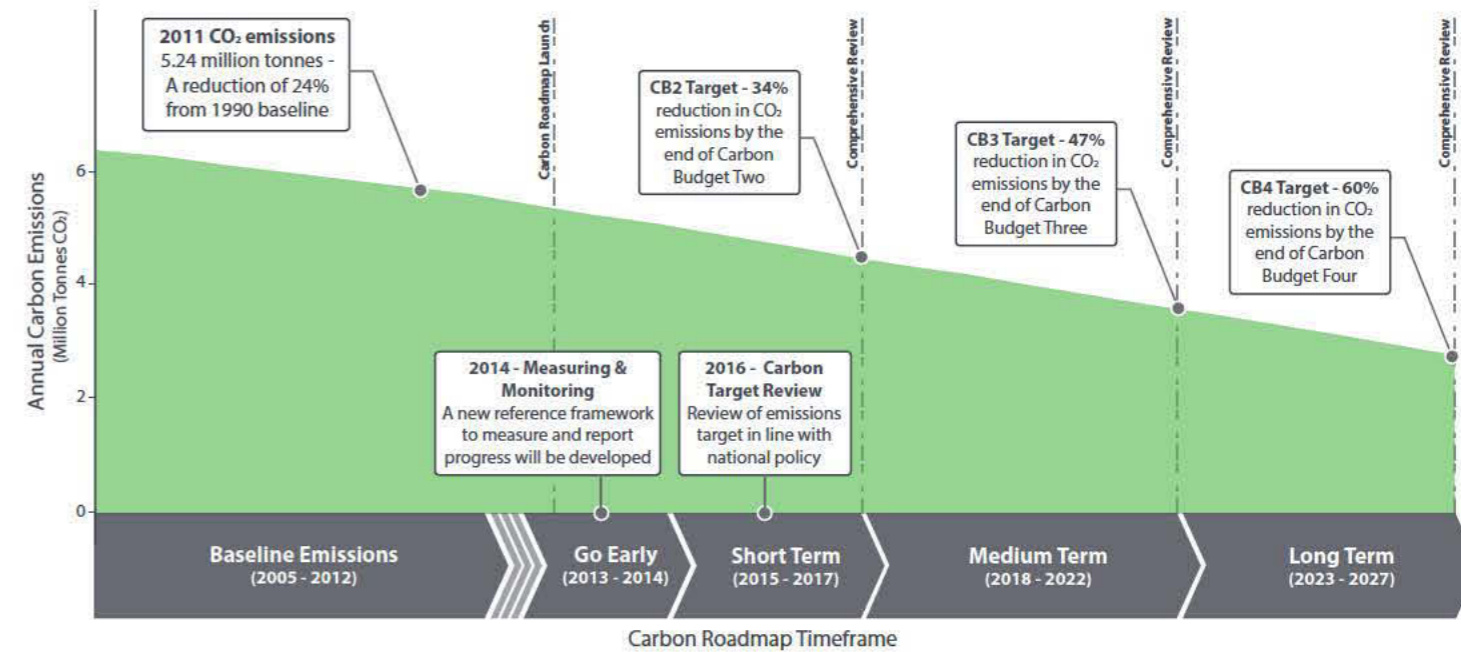 2011 CO₂ emissions
5.24 million tonnes -
A reduction of 24%
from 1990 baseline
Carbon Roadmap Launch
CB2 Target - 34%
reduction in CO₂
emissions by the
end of Carbon
Budget Two
Comprehensive Review
CB3 Target - 47%
reduction in CO₂
emissions by the
end of Carbon
Budget Three
Comprehensive Review
CB4 Target - 60%
reduction in CO₂
emissions by the
end of Carbon
Budget Four
Comprehensive Review
Annual Carbon Emissions
(Million Tonnes CO₂)
6
4
2
0
2014 - Measuring &
Monitoring
A new reference framework
to measure and report
progress will be developed
2016 - Carbon
Target Review
Review of emissions
target in line with
national policy
Baseline Emissions
(2005 - 2012)
Go Early
(2013 - 2014)
Short Term
(2015 - 2017)
Medium Term
(2018 - 2022)
Long Term
(2023 - 2027)
Carbon Roadmap Timeframe